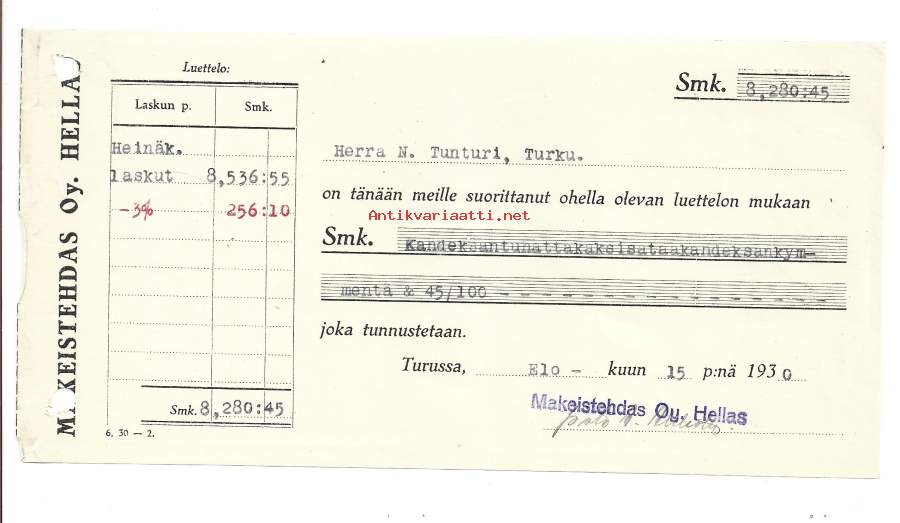 MAKEISTEHDAS Oy. HELLAS
Luettelo:
Laskun p. Smk.
Heinäk.
laskut 8,536:55
-3% 256:10
Smk. 8,280:45
6, 30 — 2.
Smk. 8,280:45
Herra N. Tunturi, Turku.
on tänään meille suorittanut ohella olevan luettelon mukaan
Antikvariaatti.net
Smk. Kahdeksantuhattakaksisataakahdeksankym-
mentä & 45/100 - - - - - - - - - - - - - -
joka tunnustetaan.
Turussa, Elo - kuun 15 p:nä 1930
Makeistehdas Oy. Hellas